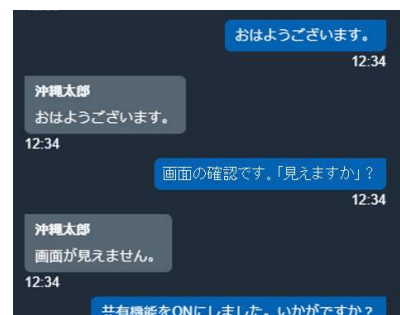 おはようございます。
12:34
沖縄太郎
おはようございます。
12:34
画面の確認です。「見えますか」？
12:34
沖縄太郎
画面が見えません。
12:34
共有機能をONにしました。いかがですか？